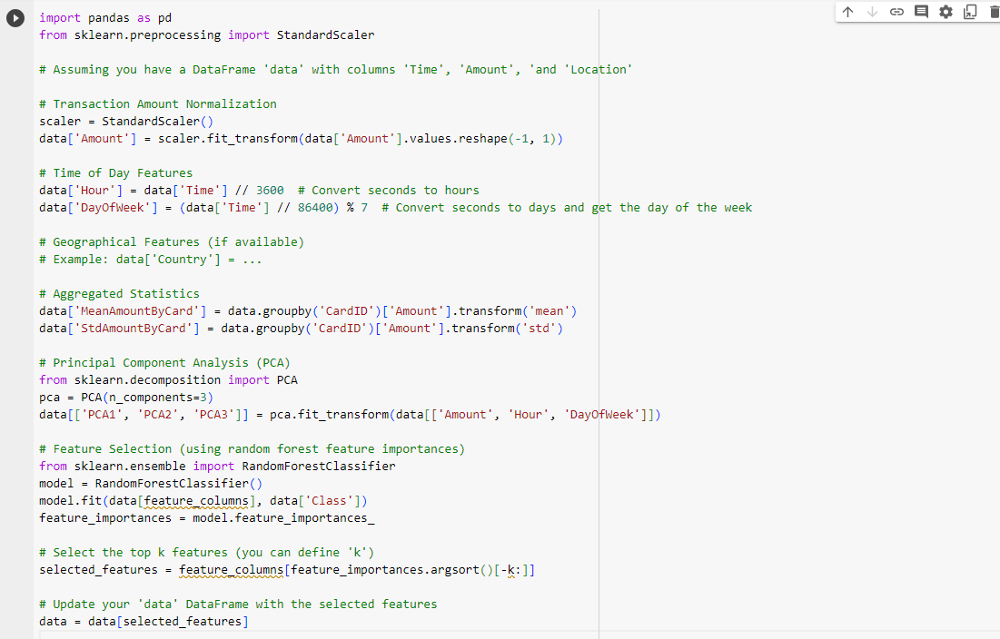 import pandas as pd
from sklearn.preprocessing import StandardScaler
# Assuming you have a DataFrame 'data' with columns 'Time', 'Amount', 'and 'Location'
# Transaction Amount Normalization
scaler = StandardScaler()
data['Amount'] = scaler.fit_transform(data['Amount'].values.reshape(-1, 1))
# Time of Day Features
data['Hour'] = data['Time'] // 3600  # Convert seconds to hours
data['DayOfWeek'] = (data['Time'] // 86400) % 7  # Convert seconds to days and get the day of the week
# Geographical Features (if available)
# Example: data['Country'] = ...
# Aggregated Statistics
data['MeanAmountByCard'] = data.groupby('CardID')['Amount'].transform('mean')
data['StdAmountByCard'] = data.groupby('CardID')['Amount'].transform('std')
# Principal Component Analysis (PCA)
from sklearn.decomposition import PCA
pca = PCA(n_components=3)
data[['PCA1', 'PCA2', 'PCA3']] = pca.fit_transform(data[['Amount', 'Hour', 'DayOfWeek']])
# Feature Selection (using random forest feature importances)
from sklearn.ensemble import RandomForestClassifier
model = RandomForestClassifier()
model.fit(data[feature_columns], data['Class'])
feature_importances = model.feature_importances_
# Select the top k features (you can define 'k')
selected_features = feature_columns[feature_importances.argsort()[-k:]]
# Update your 'data' DataFrame with the selected features
data = data[selected_features]